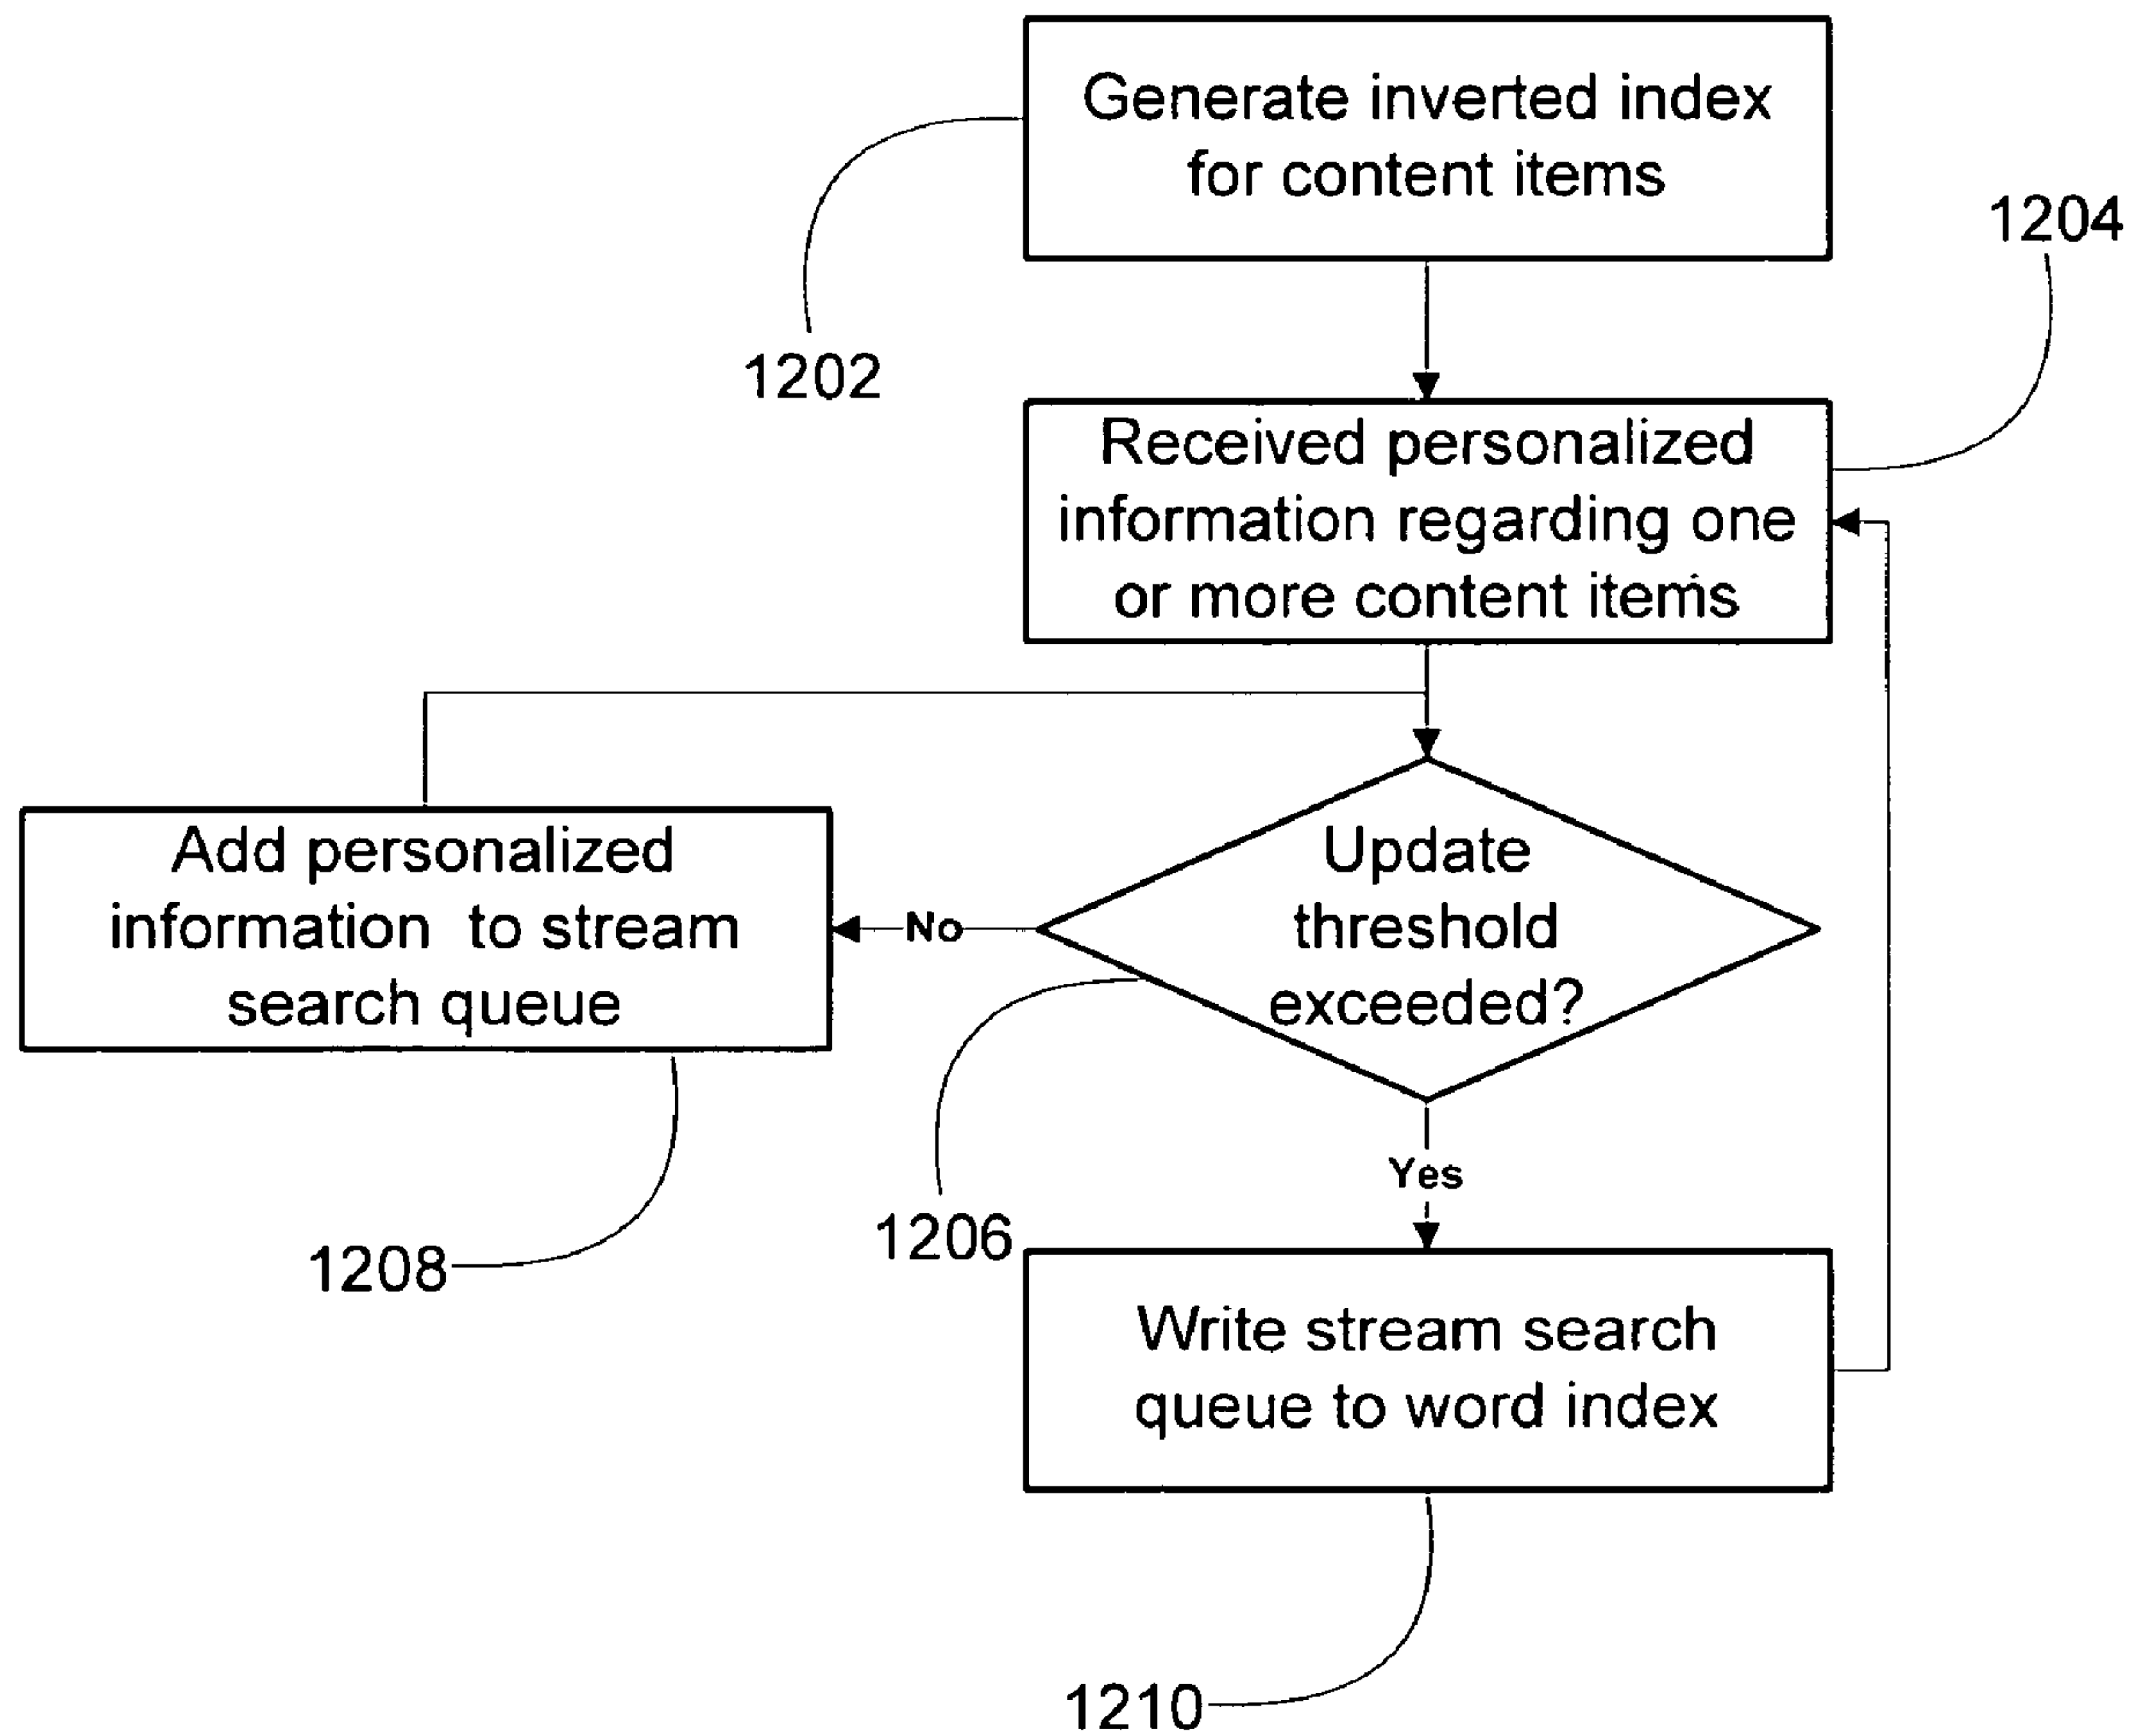 Generate inverted index
for content items
1204
1202
Received personalized
information regarding one
or more content items
Add personalized
information to stream
search queue
No
Update
threshold
exceeded?
Yes
1206
1208
Write stream search
queue to word index
1210